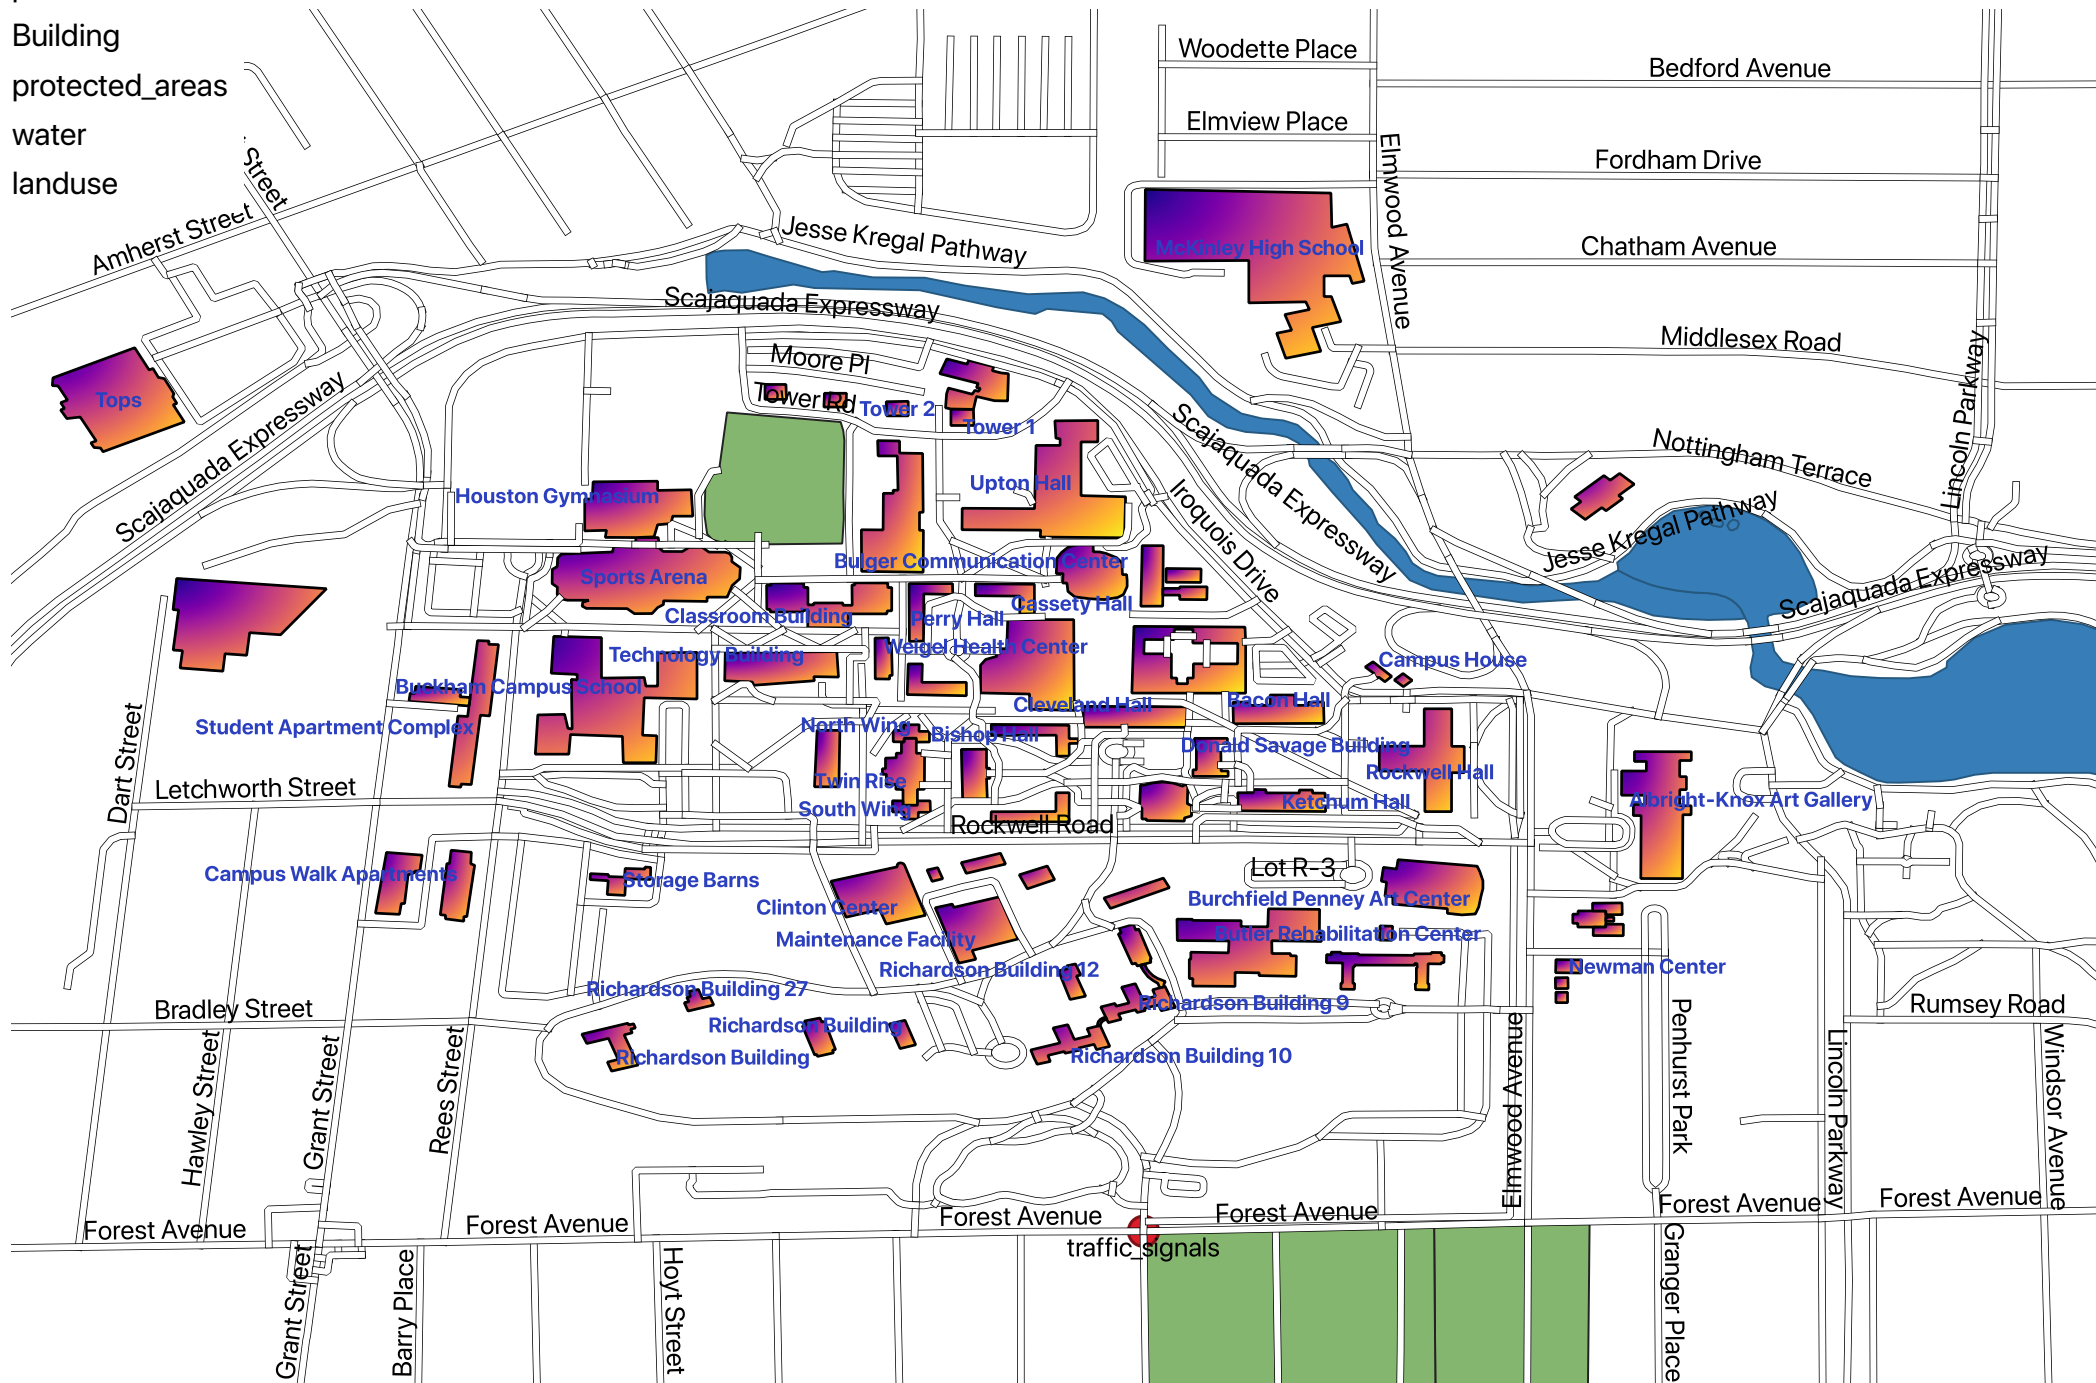 Building
protected_areas
water
landuse
Woodette Place
Bedford Avenue
Elmview Place
Fordham Drive
Street
Elmwood Avenue
Amherst Street
Jesse Kregal Pathway
McKinley High School
Chatham Avenue
Scajaquada Expressway
Middlesex Road
Moore Pl
Tower Rd
Tower 2
Tops
Tower 1
Lincoln Parkway
Scajaquada Expressway
Scajaquada Expressway
Nottingham Terrace
Houston Gymnasium
Upton Hall
Iroquois Drive
Jesse Kregal Pathway
Bulger Communication Center
Sports Arena
Scajaquada Expressway
Cassety Hall
Classroom Building
Perry Hall
Weigel Health Center
Technology Building
Campus House
Buckham Campus School
Cleveland Hall
Bacon Hall
Student Apartment Complex
North Wing
Bishop Hall
Donald Savage Building
Dart Street
Rockwell Hall
Twin Rise
Letchworth Street
South Wing
Ketchum Hall
Albright-Knox Art Gallery
Rockwell Road
Lot R-3
Campus Walk Apartments
Storage Barns
Burchfield Penney Art Center
Clinton Center
Butler Rehabilitation Center
Maintenance Facility
Newman Center
Richardson Building 12
Richardson Building 27
Richardson Building 9
Bradley Street
Rumsey Road
Richardson Building
Richardson Building
Richardson Building 10
Hawley Street
Grant Street
Rees Street
Elmwood Avenue
Penhurst Park
Lincoln Parkway
Windsor Avenue
Forest Avenue
Forest Avenue
Forest Avenue
Forest Avenue
Forest Avenue
Forest Avenue
traffic_signals
Grant Street
Barry Place
Hoyt Street
Granger Place